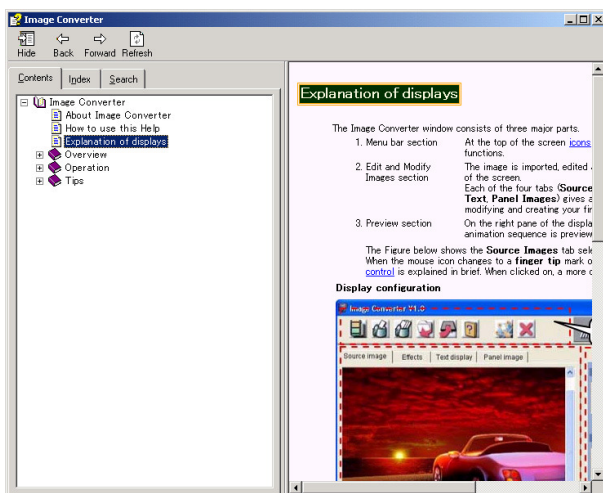 Image Converter
Hide Back Forward Refresh
Contents Index Search
Image Converter
About Image Converter
How to use this Help
Explanation of displays
Overview
Operation
Tips
Explanation of displays
The Image Converter window consists of three major parts.
1. Menu bar section At the top of the screen icons
functions.
2. Edit and Modify The image is imported, edited
Images section of the screen.
Each of the four tabs (Source
Text, Panel Images) gives a
modifying and creating your fir
3. Preview section On the right pane of the displa
animation sequence is preview
The Figure below shows the Source Images tab sele
When the mouse icon changes to a finger tip mark o
control is explained in brief. When clicked on, a more d
Display configuration
Image Converter V1.0
Source image Effects Text display Panel image